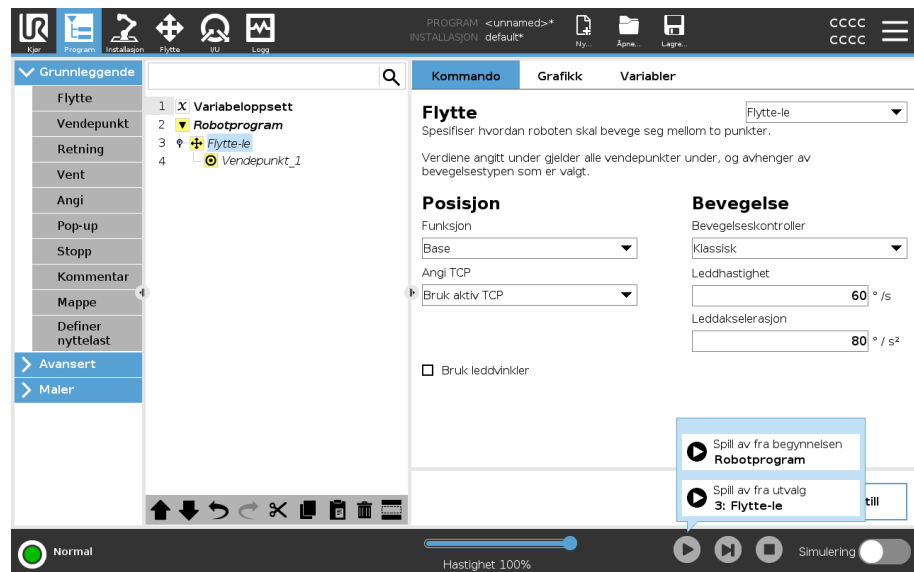 PROGRAM <unnamed>*
INSTALLASJON default*
UR
Kjør
Program
Installasjon
Flytte
I/U
Logg
Ny...
Åpne...
Lagre...
CCCC
CCCC
Grunnleggende
Flytte
Vendepunkt
Retning
Vent
Angi
Pop-up
Stopp
Kommentar
Mappe
Definer
nyttelast
Avansert
Maler
1 X Variabeloppsett
2 Robotprogram
3 Flytte-le
4 Vendepunkt_1
Kommando
Grafikk
Variabler
Flytte
Flytte-le
Spesifiser hvordan roboten skal bevege seg mellom to punkter.
Verdiene angitt under gjelder alle vendepunkter under, og avhenger av
bevegelsestypen som er valgt.
Posisjon
Funksjon
Base
Angi TCP
Bruk aktiv TCP
Bruk leddvinkler
Bevegelse
Bevegelseskontroller
Klassisk
Leddhastighet
60 ° /s
Leddakselerasjon
80 ° / s²
Spill av fra begynnelsen
Robotprogram
Spill av fra utvalg
3: Flytte-le
till
Normal
Hastighet 100%
Simulering